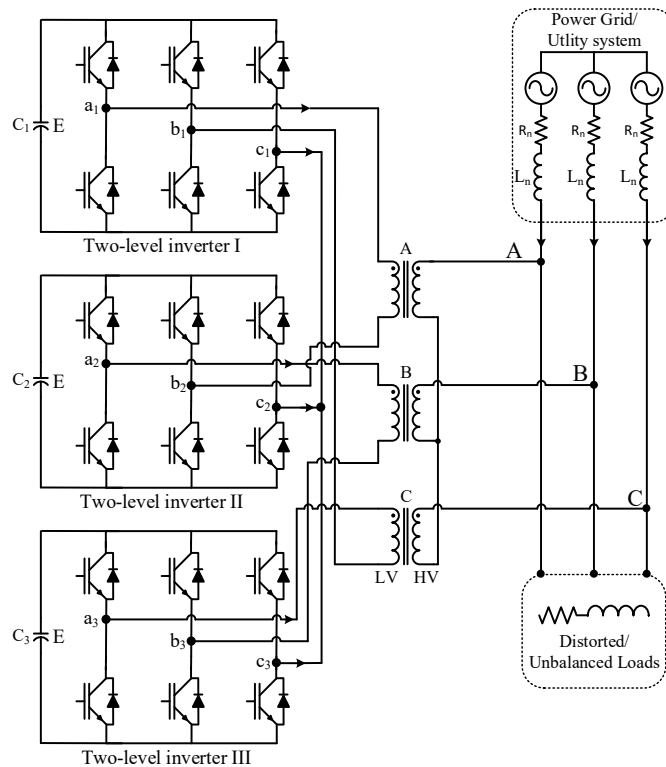 Power Grid/
Utlity system
Rn
Rn
Rn
Ln
Ln
Ln
a1
b1
c1
C1
E
Two-level inverter I
A
A
a2
b2
c2
C2
E
B
B
Two-level inverter II
C
C
LV
HV
a3
b3
c3
C3
E
Distorted/
Unbalanced Loads
Two-level inverter III